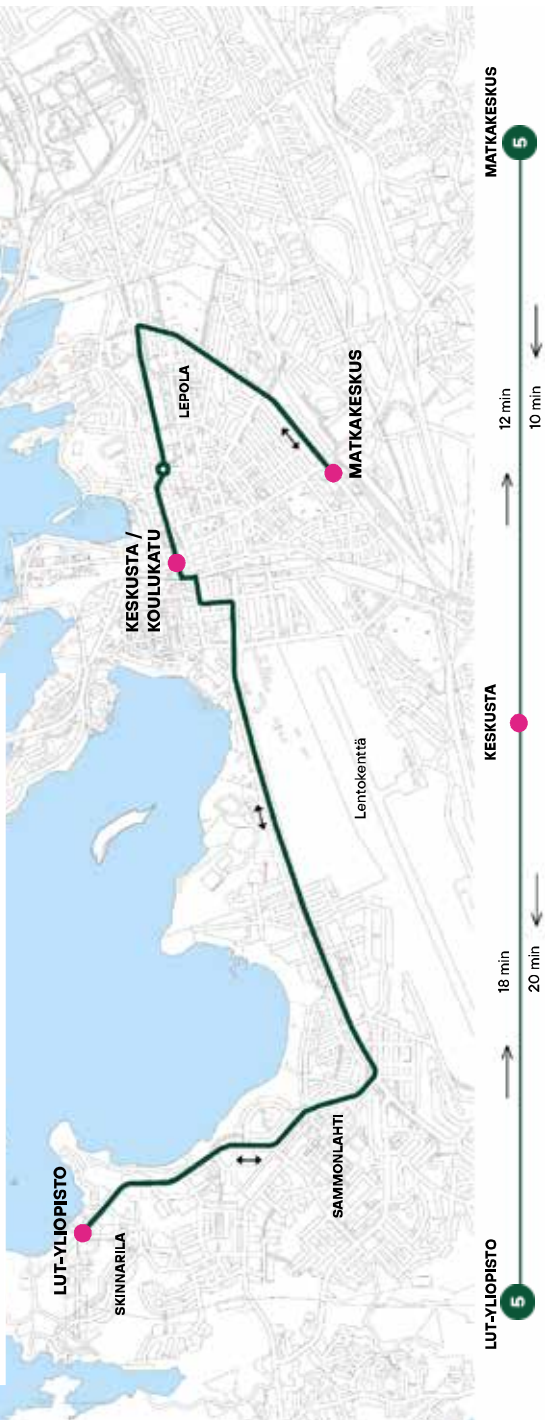 LUT-YLIOPISTO
SKINNARILA
SAMMONLAHTI
Lentokenttä
KESKUSTA /
KOULUKATU
LEPOLA
MATKAKESKUS
LUT-YLIOPISTO
5
18 min
20 min
KESKUSTA
12 min
10 min
MATKAKESKUS
5